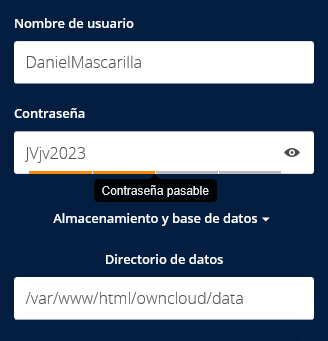 Nombre de usuario
DanielMascarilla
Contraseña
JVjv2023
Contraseña pasable
Almacenamiento y base de datos
Directorio de datos
/var/www/html/owncloud/data